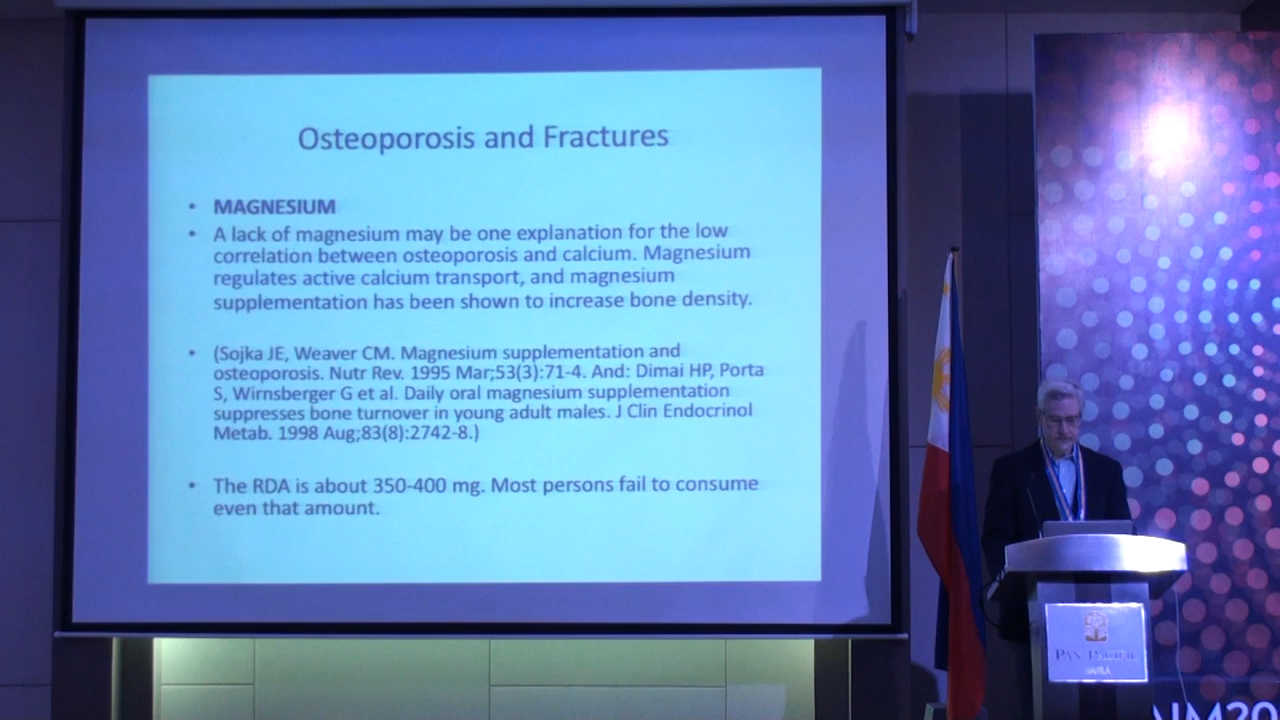 Osteoporosis and Fractures
• MAGNESIUM
• A lack of magnesium may be one explanation for the low
correlation between osteoporosis and calcium. Magnesium
regulates active calcium transport, and magnesium
supplementation has been shown to increase bone density.
• (Sojka JE, Weaver CM. Magnesium supplementation and
osteoporosis. Nutr Rev. 1995 Mar;53(3):71-4. And: Dimai HP, Porta
S, Wirnsberger G et al. Daily oral magnesium supplementation
suppresses bone turnover in young adult males. J Clin Endocrinol
Metab. 1998 Aug;83(8):2742-8.)
• The RDA is about 350-400 mg. Most persons fail to consume
even that amount.
PAN PACIFIC
MANILA